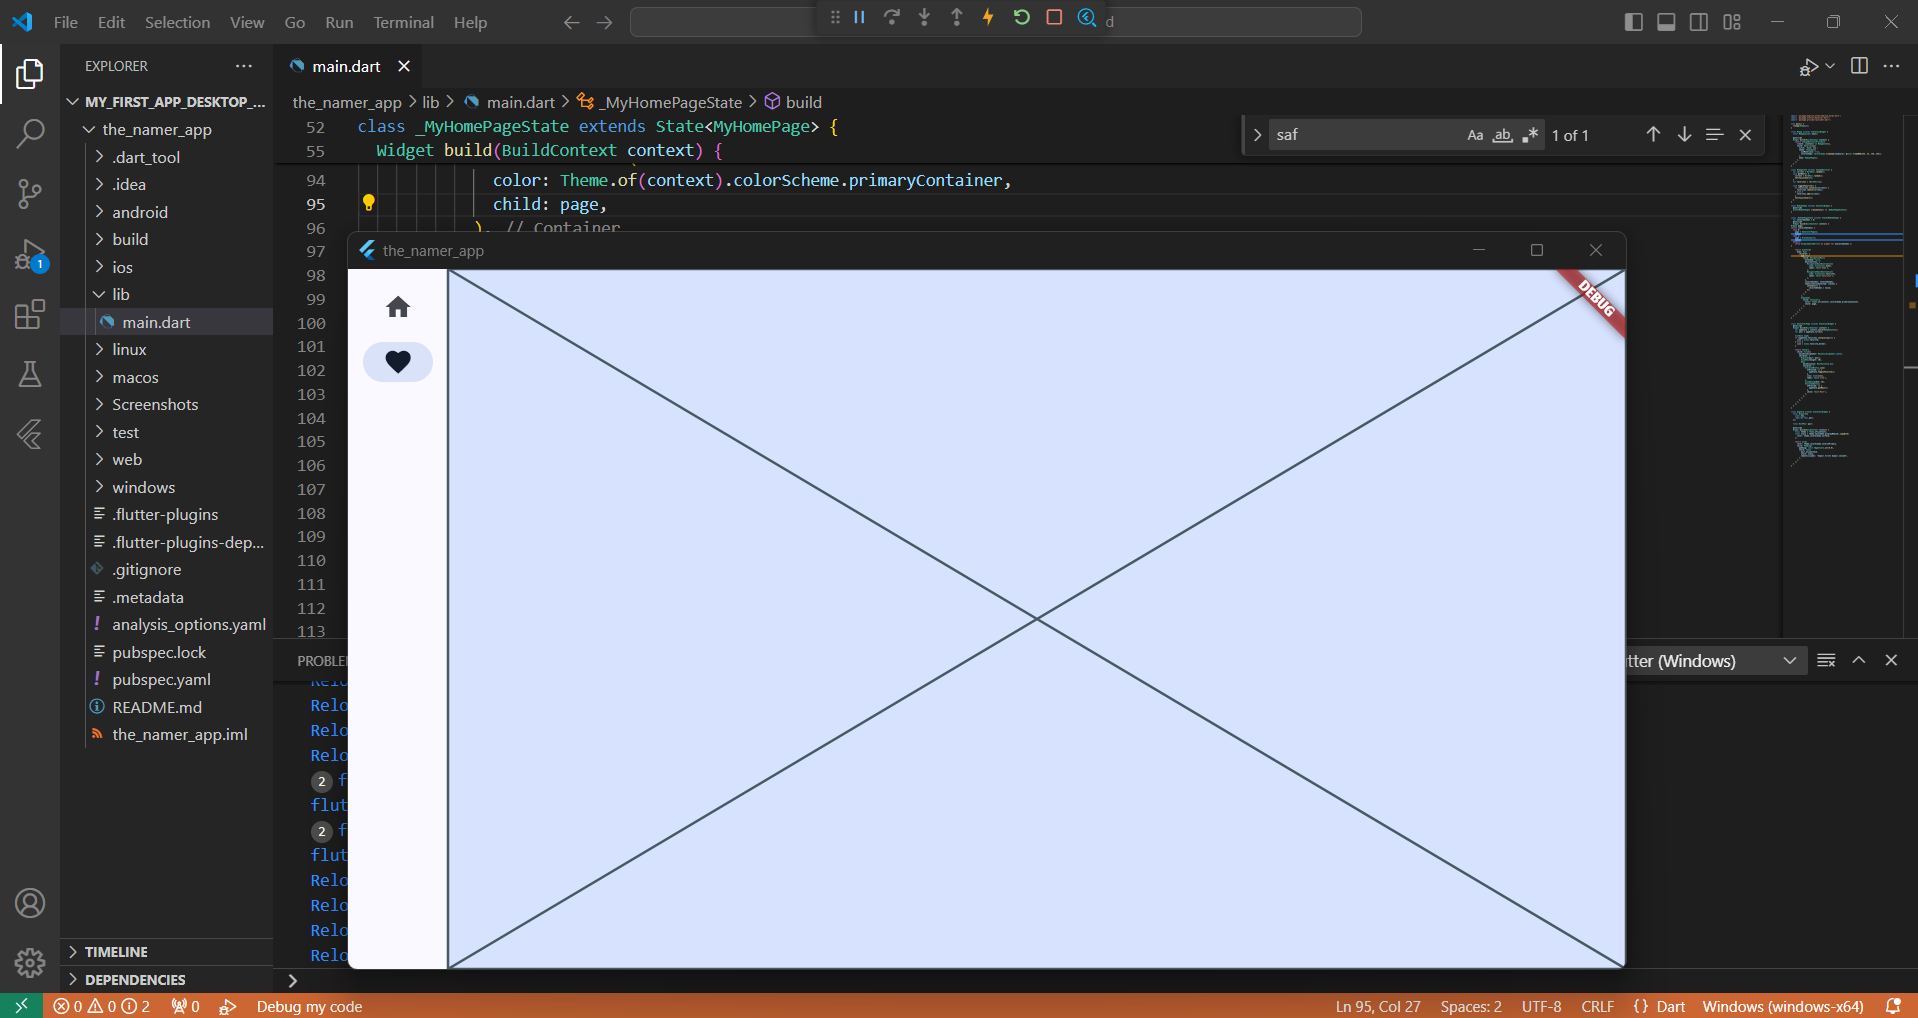 File Edit Selection View Go Run Terminal Help
d
EXPLORER
main.dart
MY_FIRST_APP_DESKTOP_...
the_namer_app
.dart_tool
.idea
android
build
ios
lib
main.dart
linux
macos
Screenshots
test
web
windows
.flutter-plugins
.flutter-plugins-dep...
.gitignore
.metadata
analysis_options.yaml
pubspec.lock
pubspec.yaml
README.md
the_namer_app.iml
TIMELINE
DEPENDENCIES
the_namer_app > lib > main.dart > _MyHomePageState > build
52 class _MyHomePageState extends State<MyHomePage> {
55 Widget build(BuildContext context) {
94 color: Theme.of(context).colorScheme.primaryContainer,
95 child: page,
96 ), // Container
97
98
99
100
101
102
103
104
105
106
107
108
109
110
111
112
113
saf Aa ab 1 of 1
the_namer_app
DEBUG
PROBLE
tter (Windows)
Relo
Relo
Relo
Relo
2 f
flut
2 f
flut
Relo
Relo
Relo
Relo
1
0 0 2 0 Debug my code
Ln 95, Col 27 Spaces: 2 UTF-8 CRLF {} Dart Windows (windows-x64)